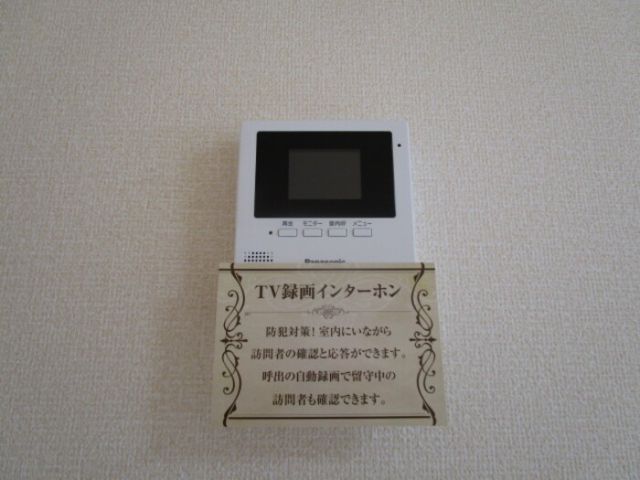 再生 モニター 室内呼 メニュー
Panasonic
TV録画インターホン
防犯対策！室内にいながら
訪問者の確認と応答ができます。
呼出の自動録画で留守中の
訪問者も確認できます。